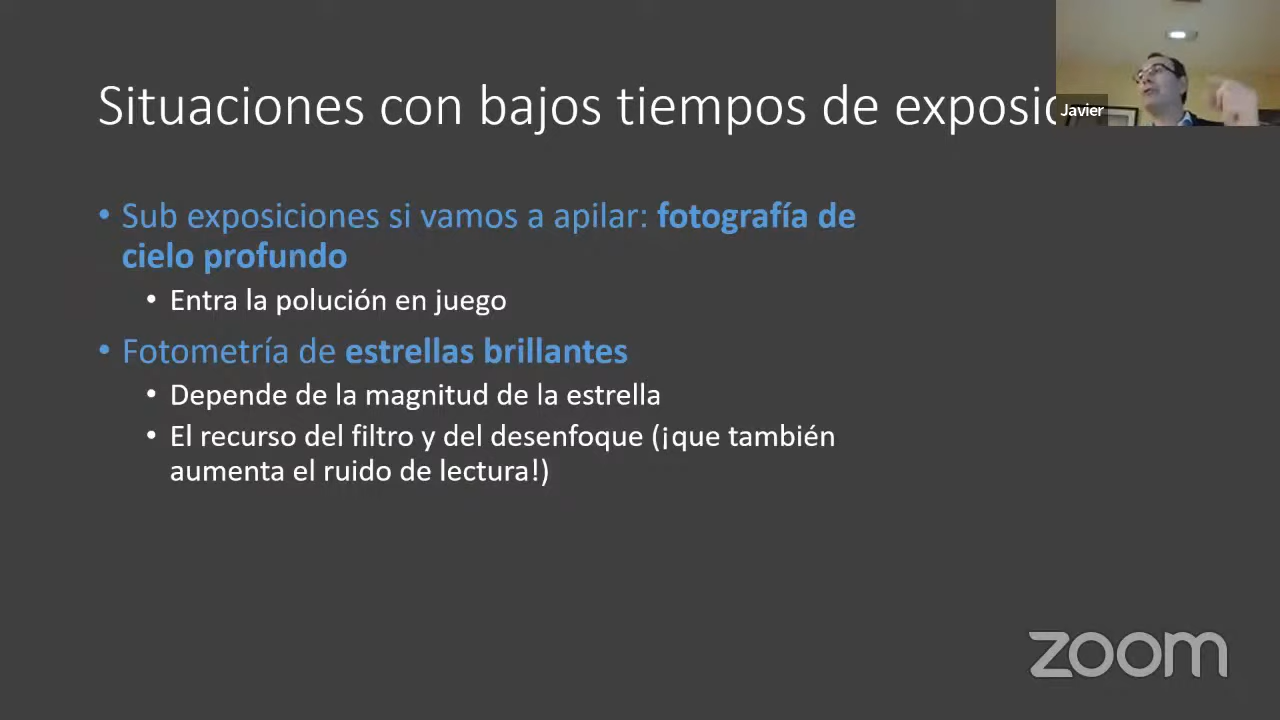 Situaciones con bajos tiempos de exposic
Javier
• Sub exposiciones si vamos a apilar: fotografía de
cielo profundo
• Entra la polución en juego
• Fotometría de estrellas brillantes
• Depende de la magnitud de la estrella
• El recurso del filtro y del desenfoque (¡que también
aumenta el ruido de lectura!)
zoom